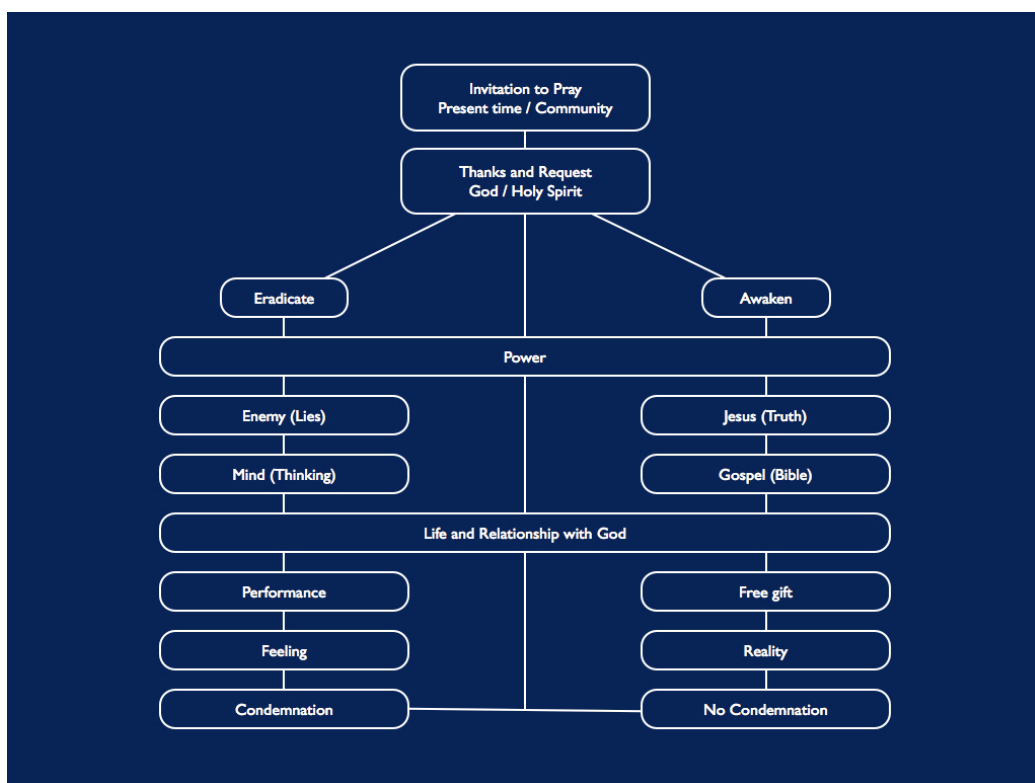 Invitation to Pray
Present time / Community
Thanks and Request
God / Holy Spirit
Eradicate
Awaken
Power
Enemy (Lies)
Jesus (Truth)
Mind (Thinking)
Gospel (Bible)
Life and Relationship with God
Performance
Free gift
Feeling
Reality
Condemnation
No Condemnation